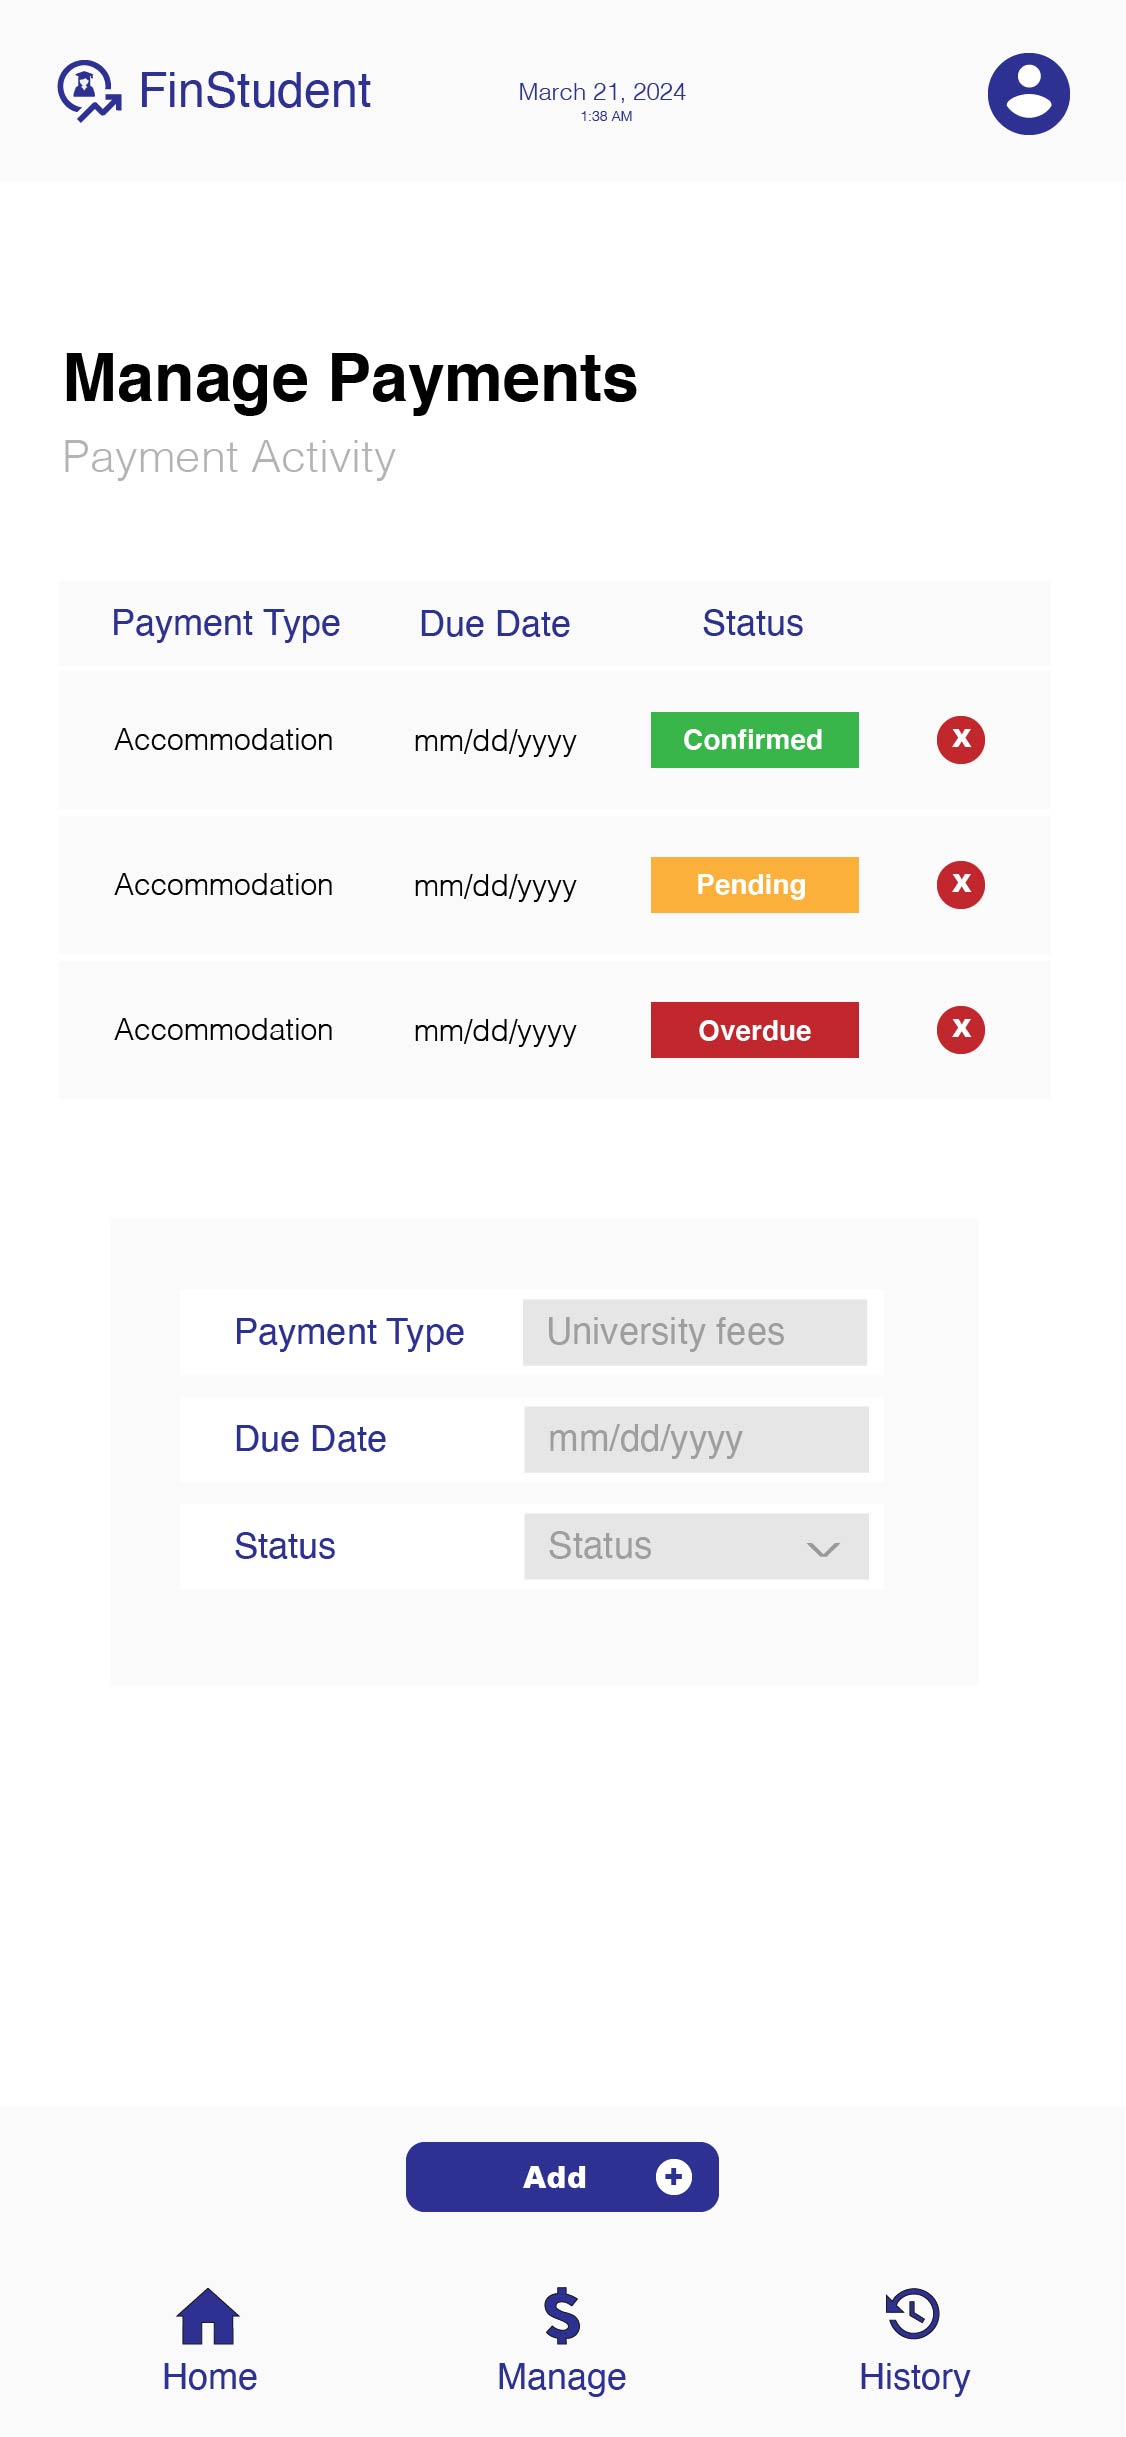 FinStudent
March 21, 2024
1:38 AM
Manage Payments
Payment Activity
Payment Type Due Date Status
Accommodation mm/dd/yyyy Confirmed X
Accommodation mm/dd/yyyy Pending X
Accommodation mm/dd/yyyy Overdue X
Payment Type University fees
Due Date mm/dd/yyyy
Status Status
Add
Home Manage History